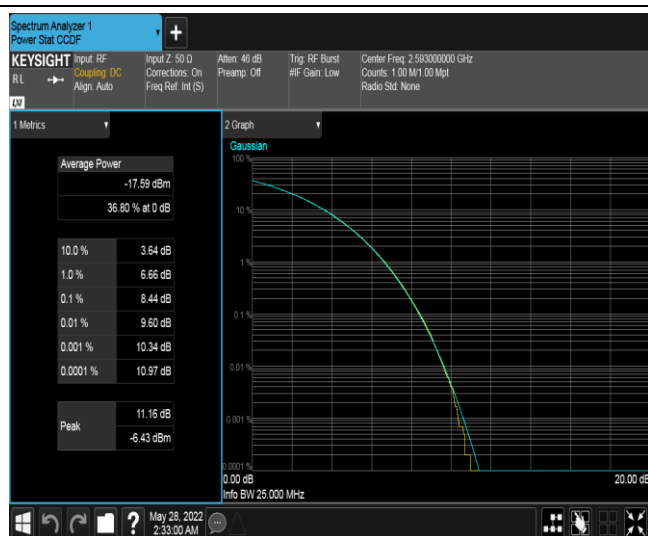 Spectrum Analyzer 1
Power Stat CCDF
+
KEYSIGHT
RL
LXI
Input: RF
Coupling: DC
Align: Auto
Input Z: 50 Ω
Corrections: On
Freq Ref: Int (S)
Atten: 46 dB
Preamp: Off
Trig: RF Burst
#IF Gain: Low
Center Freq: 2.593000000 GHz
Counts: 1.00 M/1.00 Mpt
Radio Std: None
1 Metrics
Average Power
-17.59 dBm
36.80 % at 0 dB
10.0 % 3.64 dB
1.0 % 6.66 dB
0.1 % 8.44 dB
0.01 % 9.60 dB
0.001 % 10.34 dB
0.0001 % 10.97 dB
Peak
11.16 dB
-6.43 dBm
2 Graph
Gaussian
100 %
10 %
1 %
0.1 %
0.01 %
0.001 %
0.0001 %
0.00 dB 20.00 dB
Info BW 25.000 MHz
?
May 28, 2022
2:33:00 AM